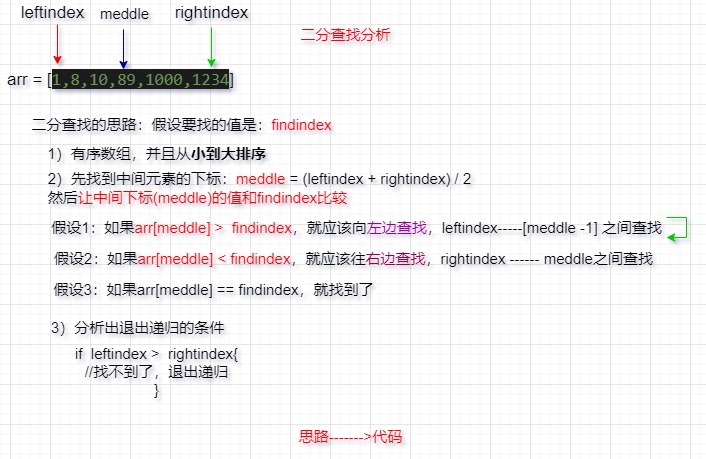 leftindex meddle rightindex
二分查找分析
arr = [1,8,10,89,1000,1234]
二分查找的思路：假设要找的值是：findindex
1）有序数组，并且从小到大排序
2）先找到中间元素的下标：meddle = (leftindex + rightindex) / 2
然后让中间下标(meddle)的值和findindex比较
假设1：如果arr[meddle] > findindex，就应该向左边查找，leftindex-----[meddle -1] 之间查找
假设2：如果arr[meddle] < findindex，就应该往右边查找，rightindex ------ meddle之间查找
假设3：如果arr[meddle] == findindex，就找到了
3）分析出退出递归的条件
if leftindex > rightindex{
//找不到了，退出递归
}
思路------->代码